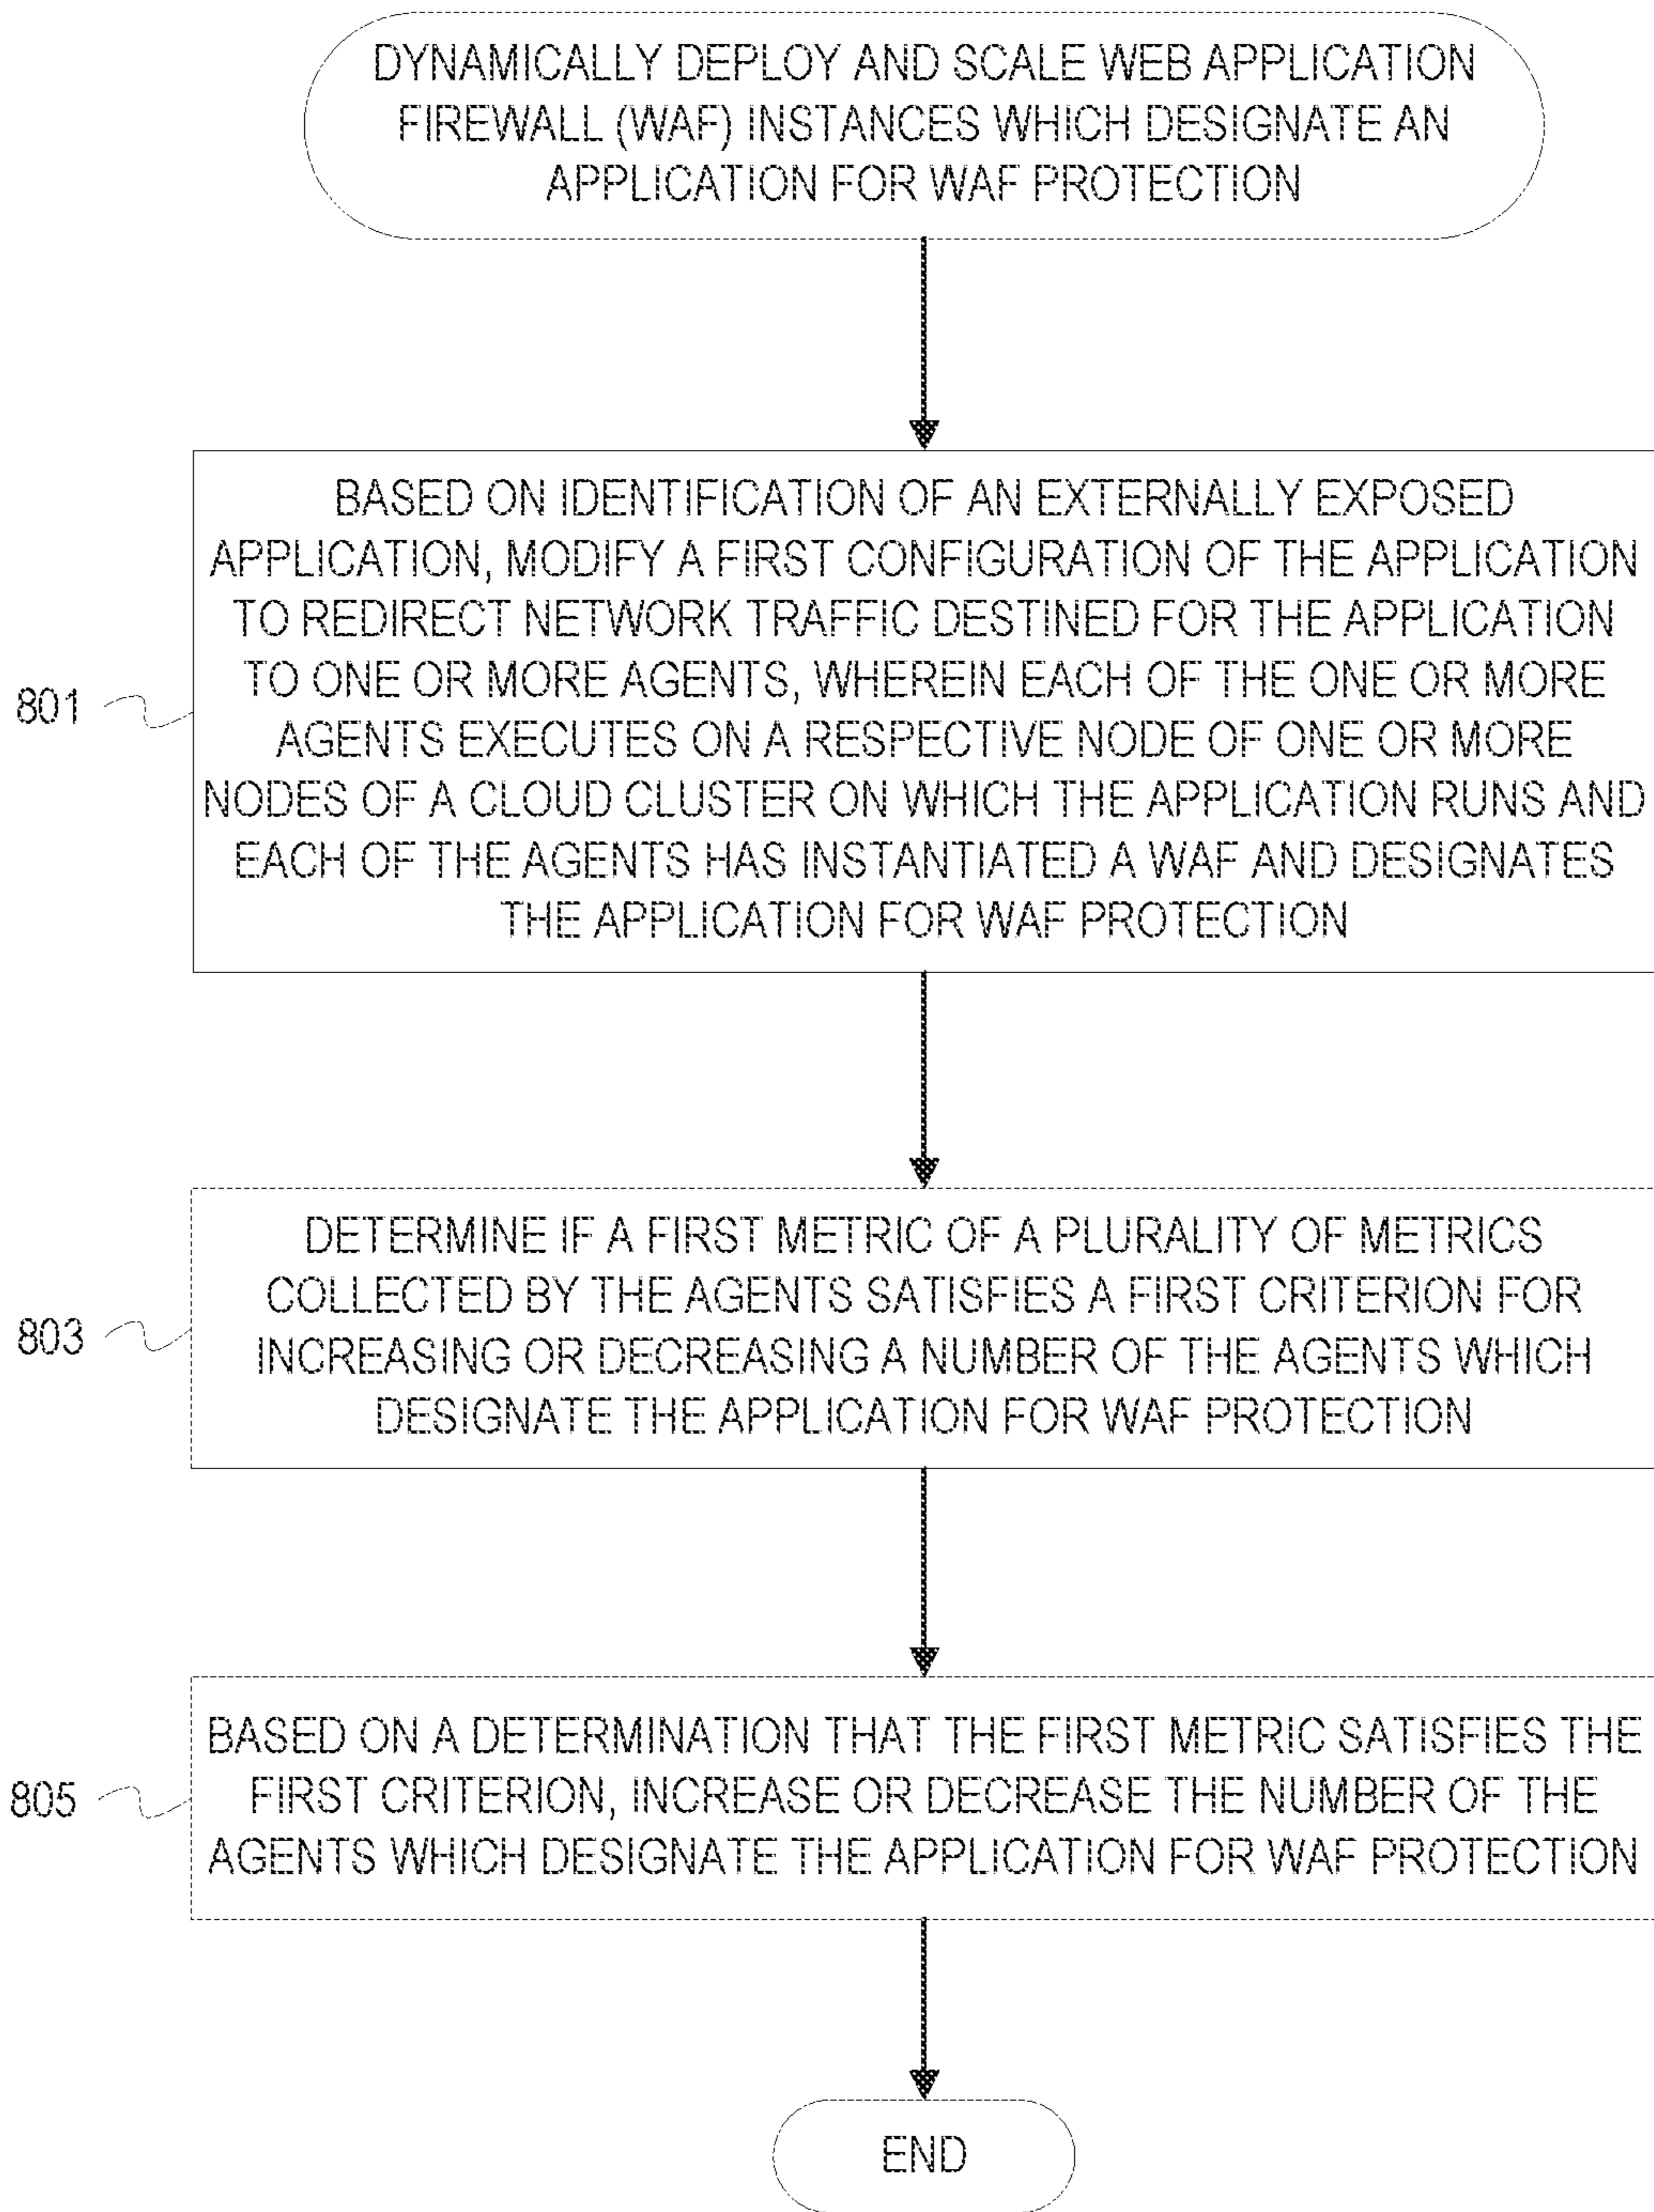 DYNAMICALLY DEPLOY AND SCALE WEB APPLICATION
FIREWALL (WAF) INSTANCES WHICH DESIGNATE AN
APPLICATION FOR WAF PROTECTION
BASED ON IDENTIFICATION OF AN EXTERNALLY EXPOSED
APPLICATION, MODIFY A FIRST CONFIGURATION OF THE APPLICATION
TO REDIRECT NETWORK TRAFFIC DESTINED FOR THE APPLICATION
TO ONE OR MORE AGENTS, WHEREIN EACH OF THE ONE OR MORE
AGENTS EXECUTES ON A RESPECTIVE NODE OF ONE OR MORE
NODES OF A CLOUD CLUSTER ON WHICH THE APPLICATION RUNS AND
EACH OF THE AGENTS HAS INSTANTIATED A WAF AND DESIGNATES
THE APPLICATION FOR WAF PROTECTION
801
DETERMINE IF A FIRST METRIC OF A PLURALITY OF METRICS
COLLECTED BY THE AGENTS SATISFIES A FIRST CRITERION FOR
INCREASING OR DECREASING A NUMBER OF THE AGENTS WHICH
DESIGNATE THE APPLICATION FOR WAF PROTECTION
803
BASED ON A DETERMINATION THAT THE FIRST METRIC SATISFIES THE
FIRST CRITERION, INCREASE OR DECREASE THE NUMBER OF THE
AGENTS WHICH DESIGNATE THE APPLICATION FOR WAF PROTECTION
805
END